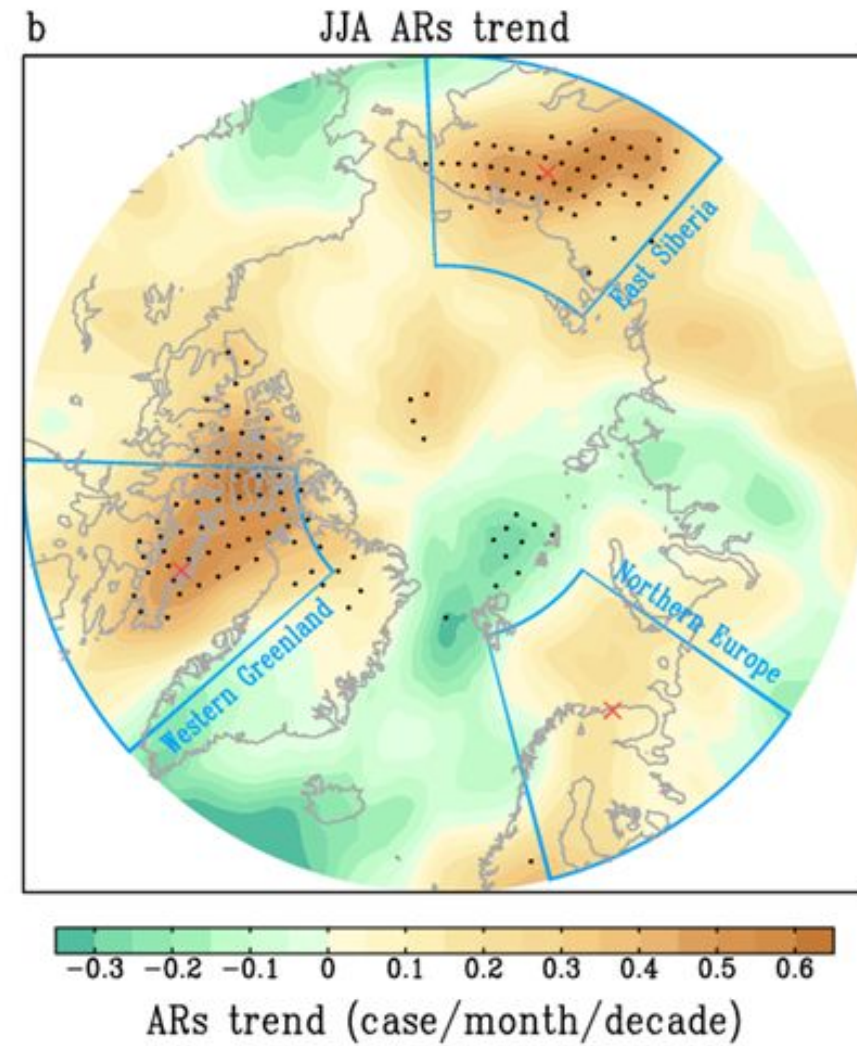 b
JJA ARs trend
East Siberia
Western Greenland
Northern Europe
−0.3 −0.2 −0.1 0 0.1 0.2 0.3 0.4 0.5 0.6
ARs trend (case/month/decade)